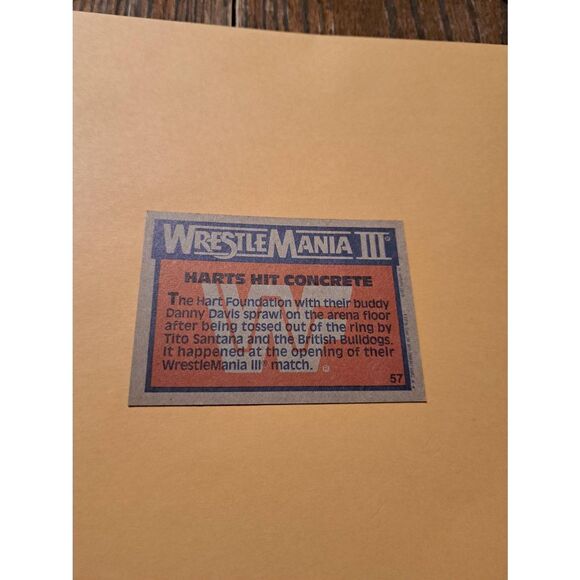 WRESTLEMANIA III®
HARTS HIT CONCRETE
The Hart Foundation with their buddy
Danny Davis sprawl on the arena floor
after being tossed out of the ring by
Tito Santana and the British Bulldogs.
It happened at the opening of their
WrestleMania III® match.
®
57